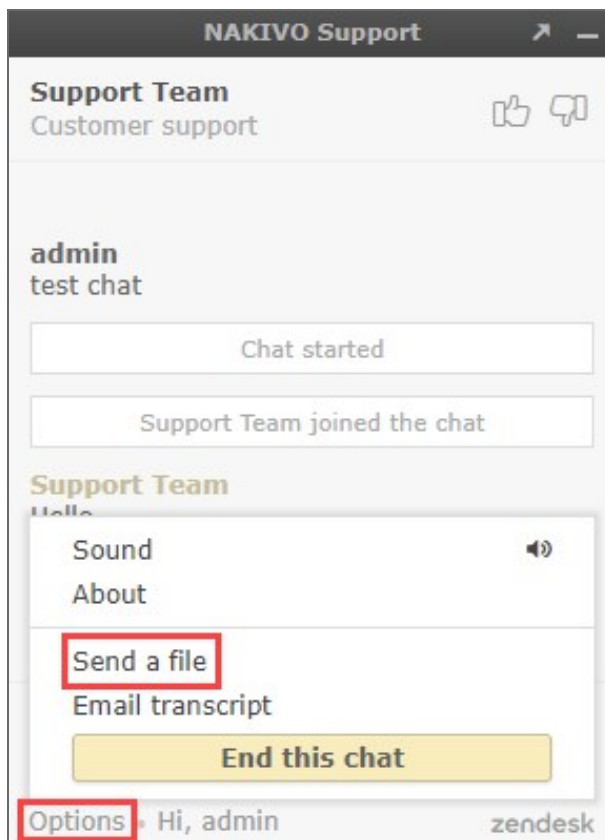 NAKIVO Support
Support Team
Customer support
admin
test chat
Chat started
Support Team joined the chat
Support Team
Hello
Sound
About
Send a file
Email transcript
End this chat
Options • Hi, admin
zendesk